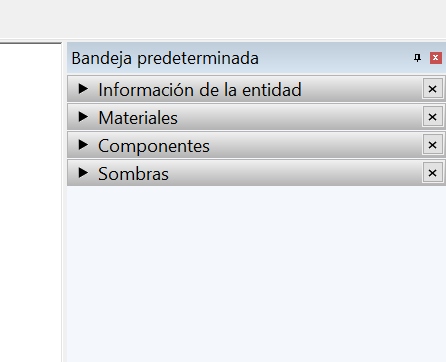 Bandeja predeterminada
Información de la entidad
Materiales
Componentes
Sombras